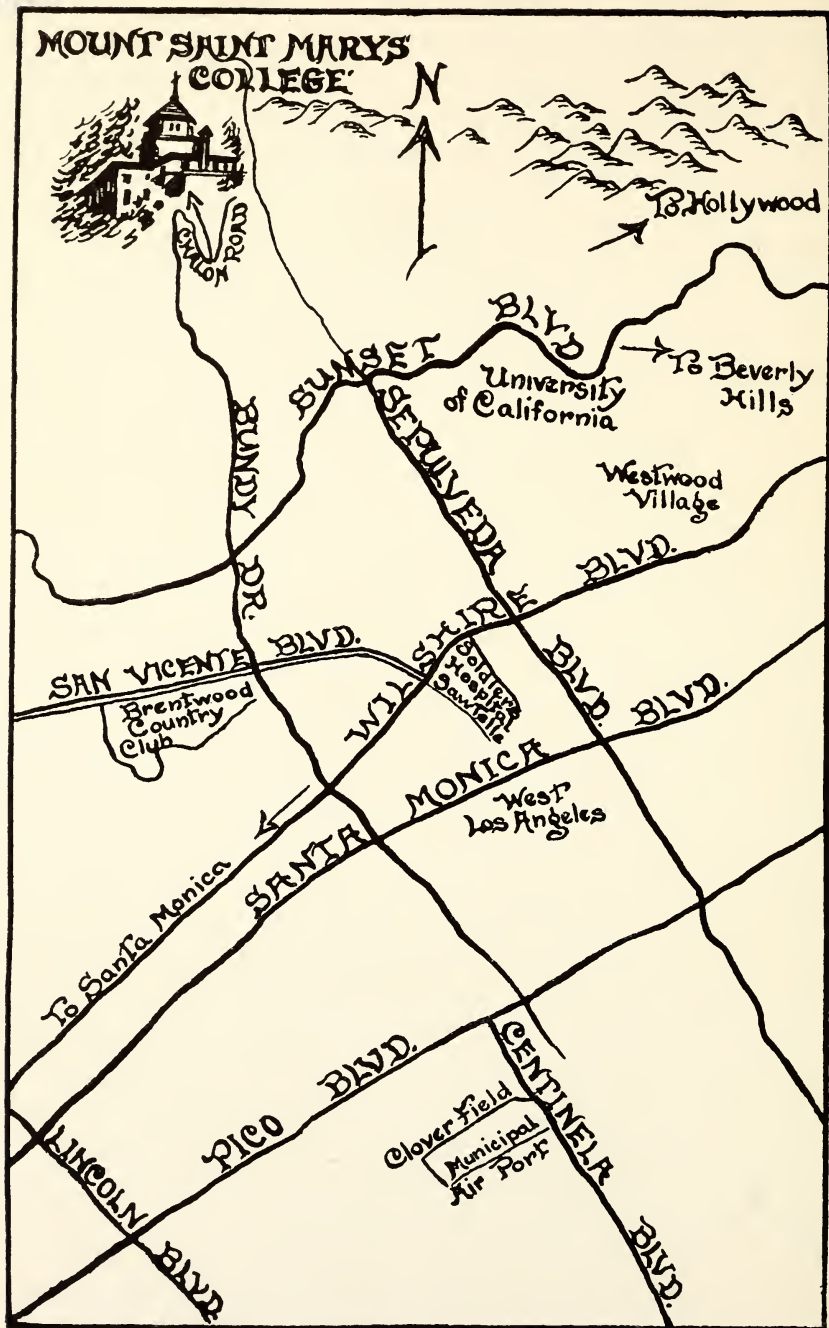 MOUNT SAINT MARYS
COLLEGE
N
To Hollywood
CHALON ROAD
SUNSET BLVD
To Beverly
Hills
University
of California
BUNDY DR.
SEPULVEDA BLVD.
Westwood
Village
WILSHIRE BLVD.
SAN VICENTE BLVD.
Brentwood
Country
Club
Soldiers
Hospital
Sawtelle
SANTA MONICA BLVD.
West
Los Angeles
To Santa Monica
PICO BLVD.
CENTINELA BLVD.
Clover Field
Municipal
Air Port
LINCOLN BLVD.